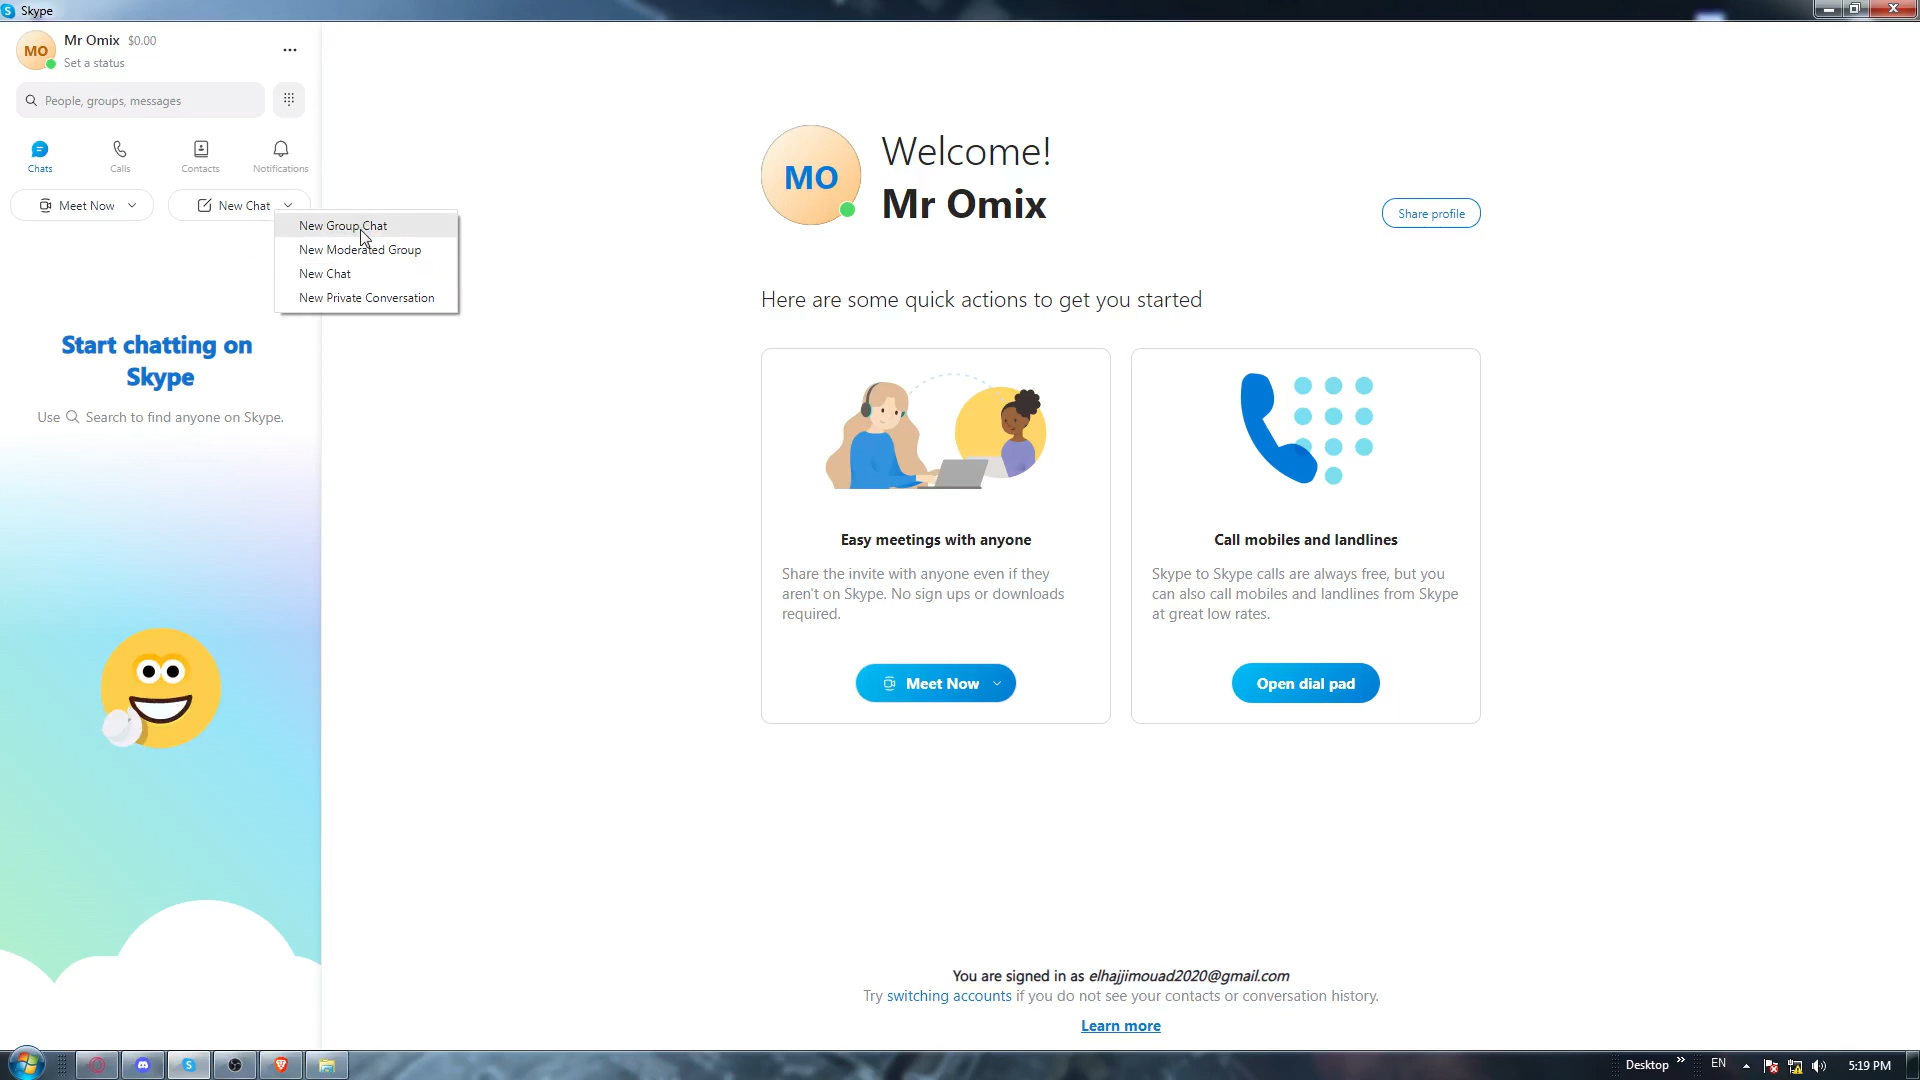 Skype
MO
Mr Omix $0.00
Set a status
People, groups, messages
Chats
Calls
Contacts
Notifications
Meet Now
New Chat
New Group Chat
New Moderated Group
New Chat
New Private Conversation
Start chatting on
Skype
Use Search to find anyone on Skype.
MO
Welcome!
Mr Omix
Share profile
Here are some quick actions to get you started
Easy meetings with anyone
Share the invite with anyone even if they
aren't on Skype. No sign ups or downloads
required.
Meet Now
Call mobiles and landlines
Skype to Skype calls are always free, but you
can also call mobiles and landlines from Skype
at great low rates.
Open dial pad
You are signed in as elhajjimouad2020@gmail.com
Try switching accounts if you do not see your contacts or conversation history.
Learn more
Desktop
EN
5:19 PM